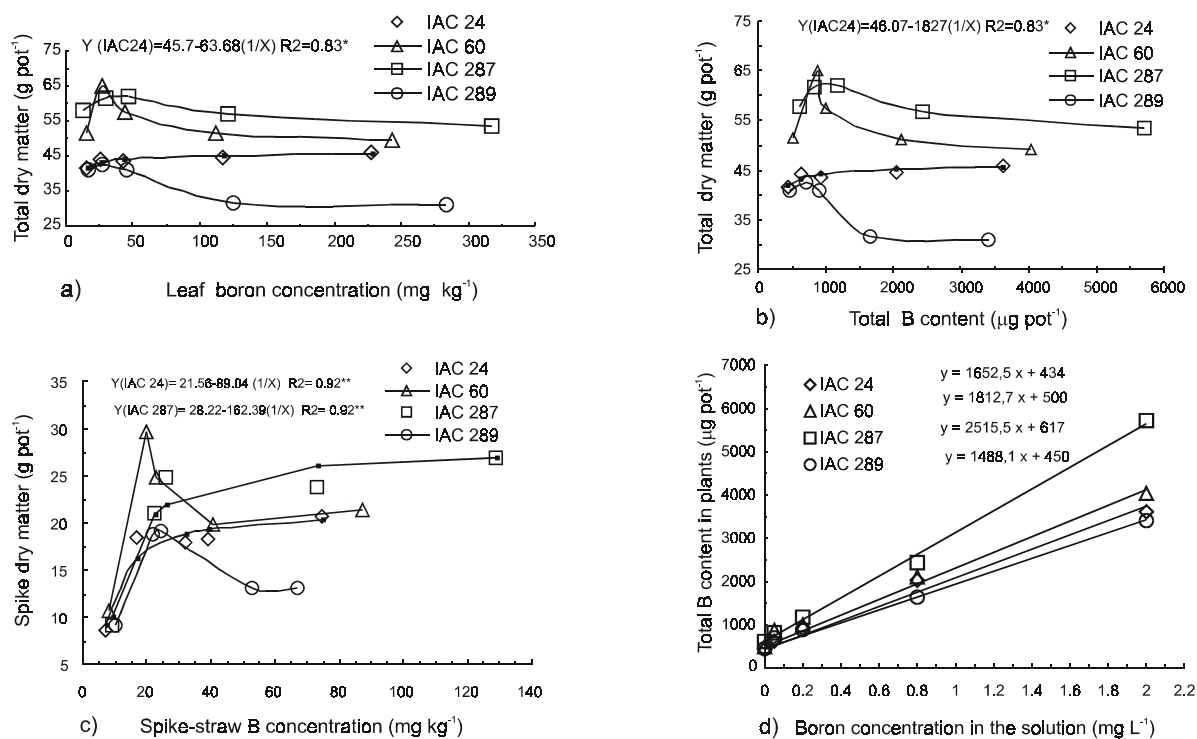 Y (IAC24)=45.7-63.68(1/X) R2=0.83*
IAC 24
IAC 60
IAC 287
IAC 289
Total dry matter (g pot-1)
75
65
55
45
35
25
0 50 100 150 200 250 300 350
a) Leaf boron concentration (mg kg-1)
Y(IAC24)=46.07-1827(1/X) R2=0.83*
IAC 24
IAC 60
IAC 287
IAC 289
Total dry matter (g pot-1)
75
65
55
45
35
25
0 1000 2000 3000 4000 5000 6000
b) Total B content (μg pot-1)
Y(IAC 24)= 21.56-89.04 (1/X) R2= 0.92**
Y(IAC 287)= 28.22-162.39(1/X) R2= 0.92**
IAC 24
IAC 60
IAC 287
IAC 289
Spike dry matter (g pot-1)
35
30
25
20
15
10
5
0 20 40 60 80 100 120 140
c) Spike-straw B concentration (mg kg-1)
IAC 24 y = 1652,5 x + 434
IAC 60 y = 1812,7 x + 500
IAC 287 y = 2515,5 x + 617
IAC 289 y = 1488,1 x + 450
Total B content in plants (μg pot-1)
7000
6000
5000
4000
3000
2000
1000
0
0 0.2 0.4 0.6 0.8 1.0 1.2 1.4 1.6 1.8 2.0 2.2
d) Boron concentration in the solution (mg L-1)